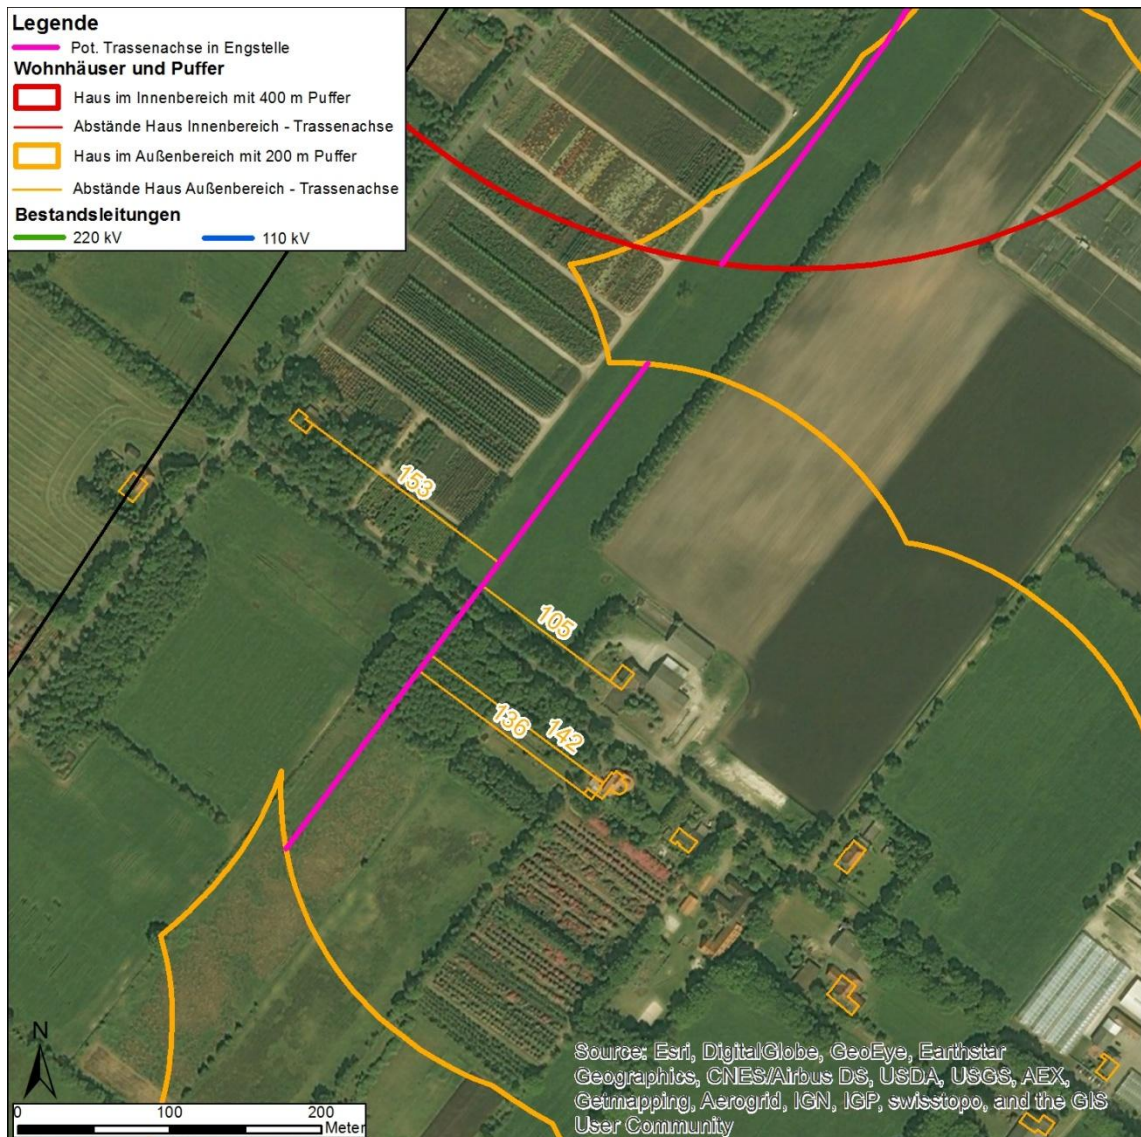 Legende
Pot. Trassenachse in Engstelle
Wohnhäuser und Puffer
Haus im Innenbereich mit 400 m Puffer
Abstände Haus Innenbereich - Trassenachse
Haus im Außenbereich mit 200 m Puffer
Abstände Haus Außenbereich - Trassenachse
Bestandsleitungen
220 kV 110 kV
153
105
136 142
N
0 100 200
Meter
Source: Esri, DigitalGlobe, GeoEye, Earthstar
Geographics, CNES/Airbus DS, USDA, USGS, AEX,
Getmapping, Aerogrid, IGN, IGP, swisstopo, and the GIS
User Community